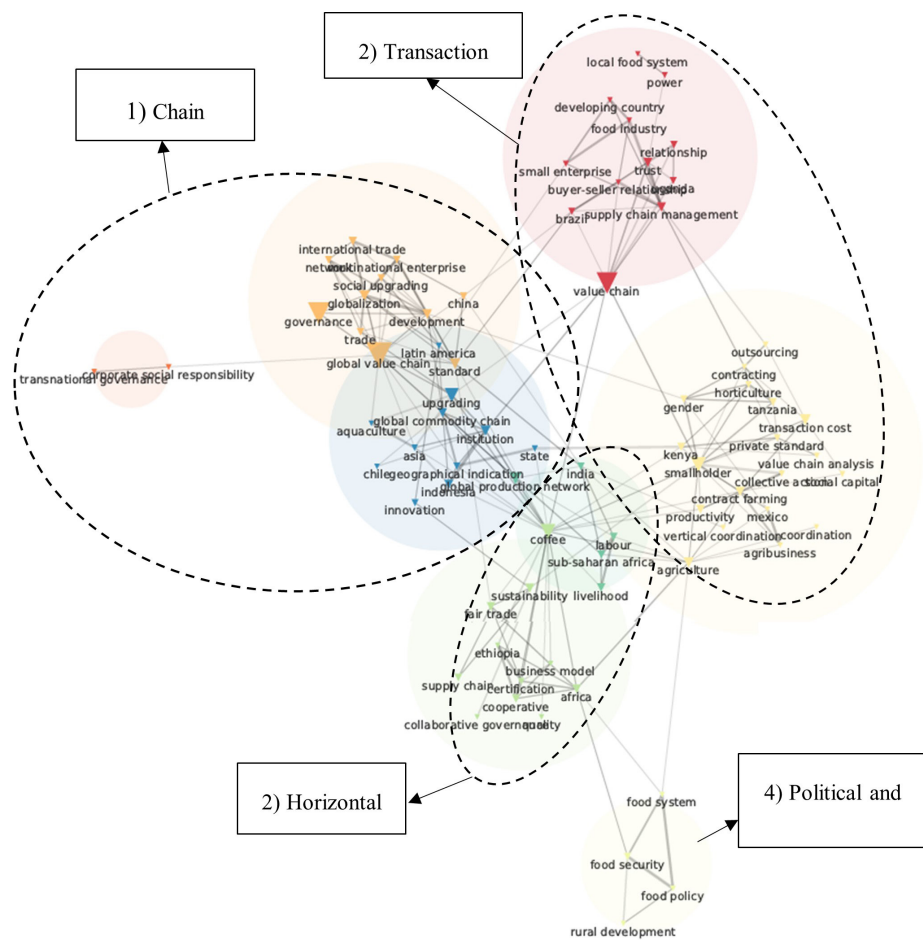 2) Transaction
1) Chain
local food system
power
developing country
food industry
relationship
trust
small enterprise
buyer-seller relationship
brazil
supply chain management
value chain
international trade
network
multinational enterprise
social upgrading
globalization
china
governance
development
trade
latin america
global value chain
standard
corporate social responsibility
transnational governance
upgrading
global commodity chain
aquaculture
institution
asia
state
chile
geographical indication
india
global production network
indonesia
innovation
outsourcing
contracting
horticulture
gender
tanzania
transaction cost
private standard
kenya
smallholder
value chain analysis
collective action
social capital
contract farming
productivity
mexico
vertical coordination
coordination
agribusiness
agriculture
coffee
labour
sub-saharan africa
sustainability
livelihood
fair trade
ethiopia
business model
supply chain
certification
africa
cooperative
collaborative governance
quality
2) Horizontal
4) Political and
food system
food security
food policy
rural development